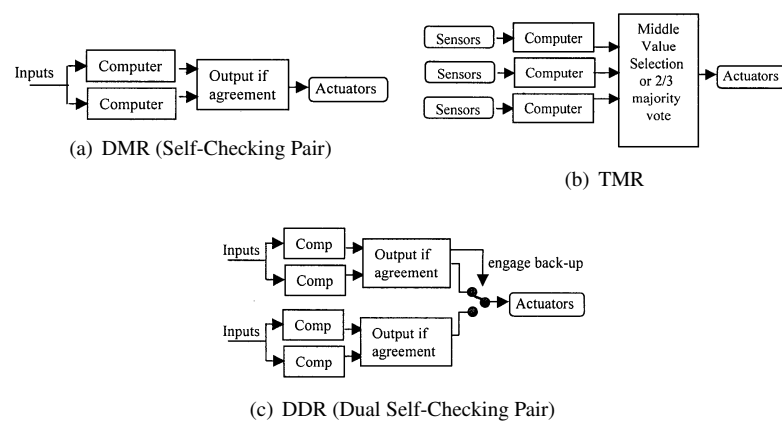 Inputs
Computer
Computer
Output if
agreement
Actuators
(a) DMR (Self-Checking Pair)
Sensors
Sensors
Sensors
Computer
Computer
Computer
Middle
Value
Selection
or 2/3
majority
vote
Actuators
(b) TMR
Inputs
Comp
Comp
Output if
agreement
engage back-up
Actuators
Inputs
Comp
Comp
Output if
agreement
(c) DDR (Dual Self-Checking Pair)